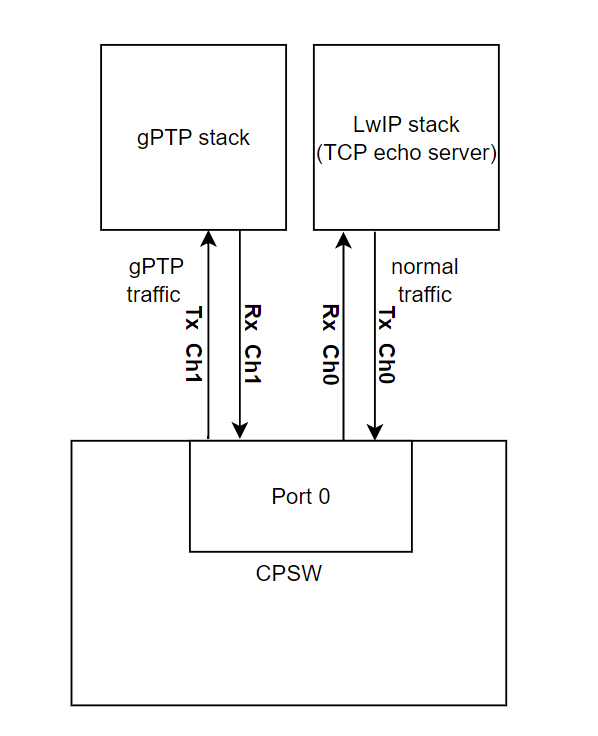 gPTP stack
LwIP stack
(TCP echo server)
gPTP
traffic
normal
traffic
Tx Ch1
Rx Ch1
Rx Ch0
Tx Ch0
Port 0
CPSW